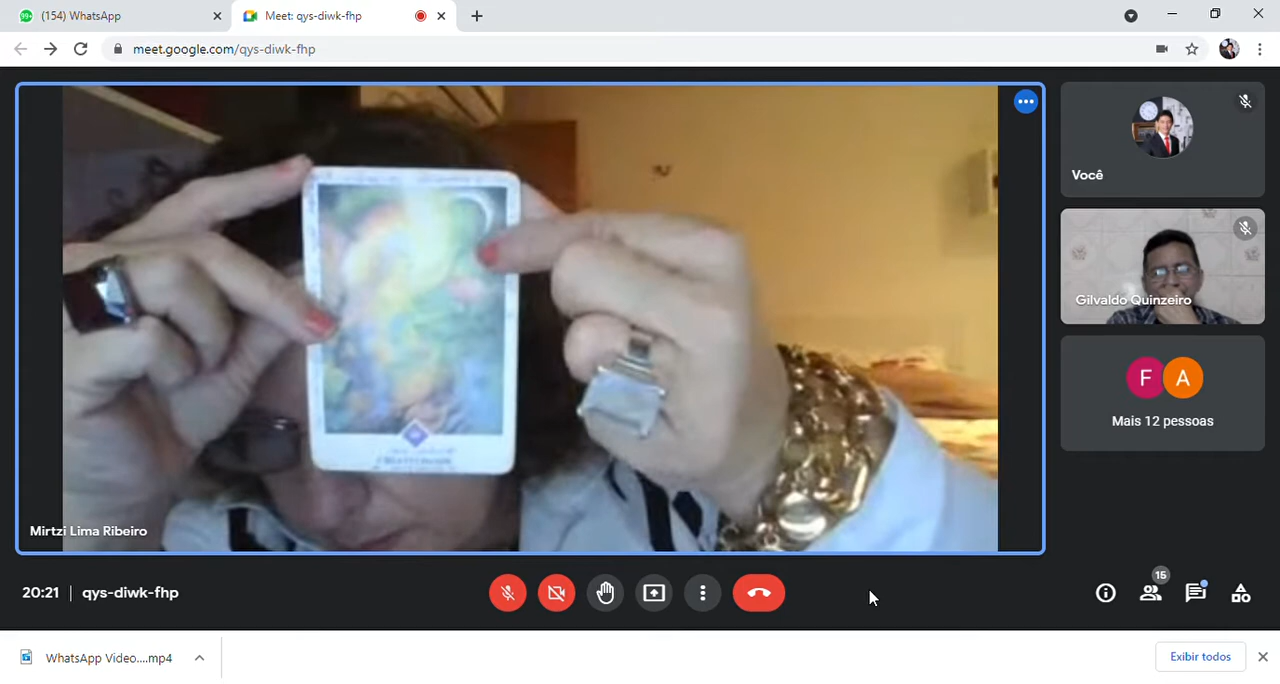 99+
(154) WhatsApp
Meet: qys-diwk-fhp
meet.google.com/qys-diwk-fhp
Você
Gilvaldo Quinzeiro
F A
Mais 12 pessoas
Mirtzi Lima Ribeiro
20:21 | qys-diwk-fhp
15
WhatsApp Video....mp4
Exibir todos